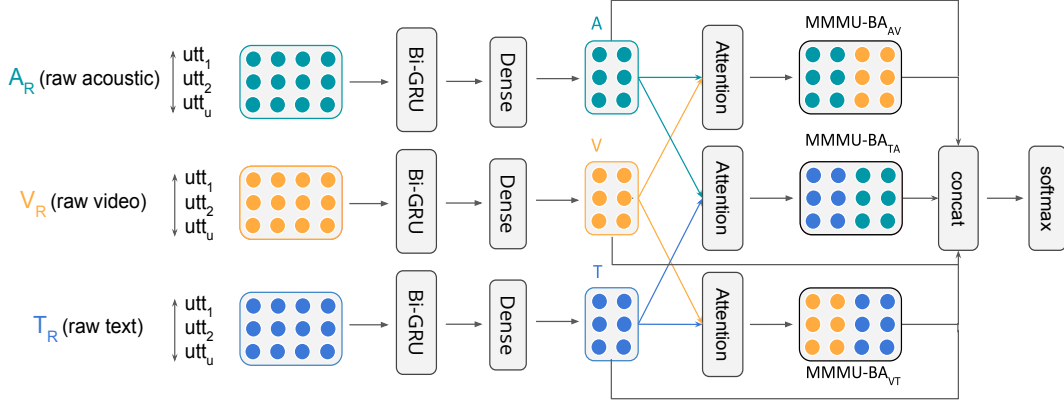 A_R (raw acoustic)
utt_1
utt_2
utt_u
Bi-GRU
Dense
A
Attention
MMMU-BA_AV
V_R (raw video)
utt_1
utt_2
utt_u
Bi-GRU
Dense
V
Attention
MMMU-BA_TA
concat
softmax
T_R (raw text)
utt_1
utt_2
utt_u
Bi-GRU
Dense
T
Attention
MMMU-BA_VT